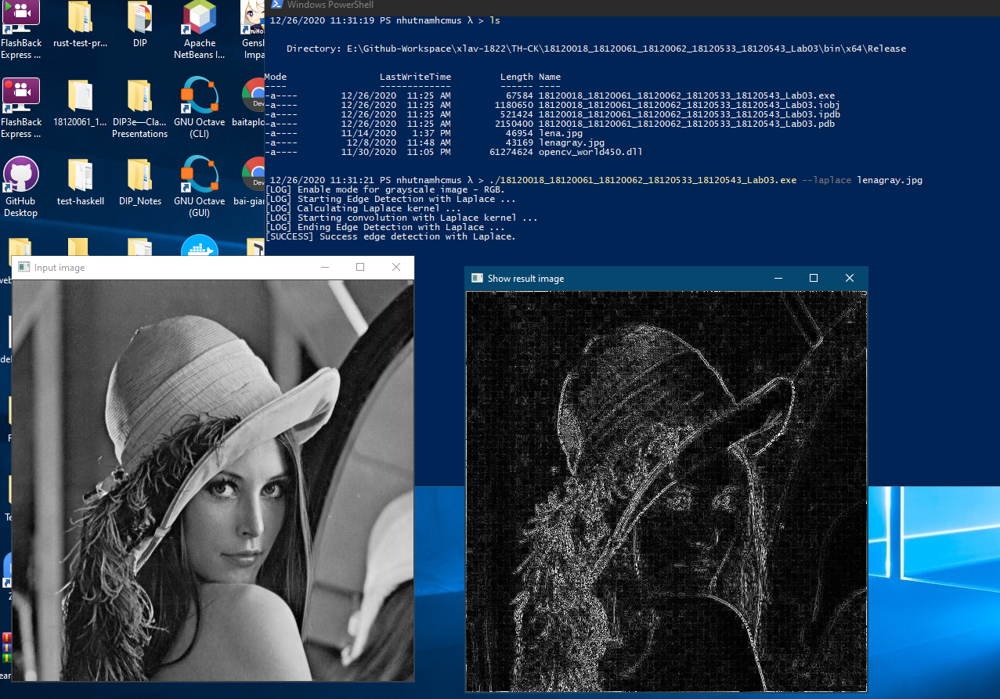 Windows PowerShell
12/26/2020 11:31:19 PS nhutnamhcmus λ > ls
Directory: E:\Github-Workspace\xlav-1822\TH-CK\18120018_18120061_18120062_18120533_18120543_Lab03\bin\x64\Release
Mode LastWriteTime Length Name
---- ------------- ------ ----
-a---- 12/26/2020 11:25 AM 67584 18120018_18120061_18120062_18120533_18120543_Lab03.exe
-a---- 12/26/2020 11:25 AM 1180650 18120018_18120061_18120062_18120533_18120543_Lab03.iobj
-a---- 12/26/2020 11:25 AM 521424 18120018_18120061_18120062_18120533_18120543_Lab03.ipdb
-a---- 12/26/2020 11:25 AM 2150400 18120018_18120061_18120062_18120533_18120543_Lab03.pdb
-a---- 11/14/2020 1:37 PM 46954 lena.jpg
-a---- 12/8/2020 11:48 AM 43169 lenagray.jpg
-a---- 11/30/2020 11:05 PM 61274624 opencv_world450.dll
12/26/2020 11:31:21 PS nhutnamhcmus λ > ./18120018_18120061_18120062_18120533_18120543_Lab03.exe --laplace lenagray.jpg
[LOG] Enable mode for grayscale image - RGB.
[LOG] Starting Edge Detection with Laplace ...
[LOG] Calculating Laplace kernel ...
[LOG] Starting convolution with Laplace kernel ...
[LOG] Ending Edge Detection with Laplace ...
[SUCCESS] Success edge detection with Laplace.
FlashBack
Express ...
rust-test-pr...
DIP
Apache
NetBeans I...
Gensh
Impa
FlashBack
Express ...
18120061_1...
DIP3e—Cla...
Presentations
GNU Octave
(CLI)
Dev
baitaplo
GitHub
Desktop
test-haskell
DIP_Notes
GNU Octave
(GUI)
Dev
bai-gian
web
Input image
Show result image
del